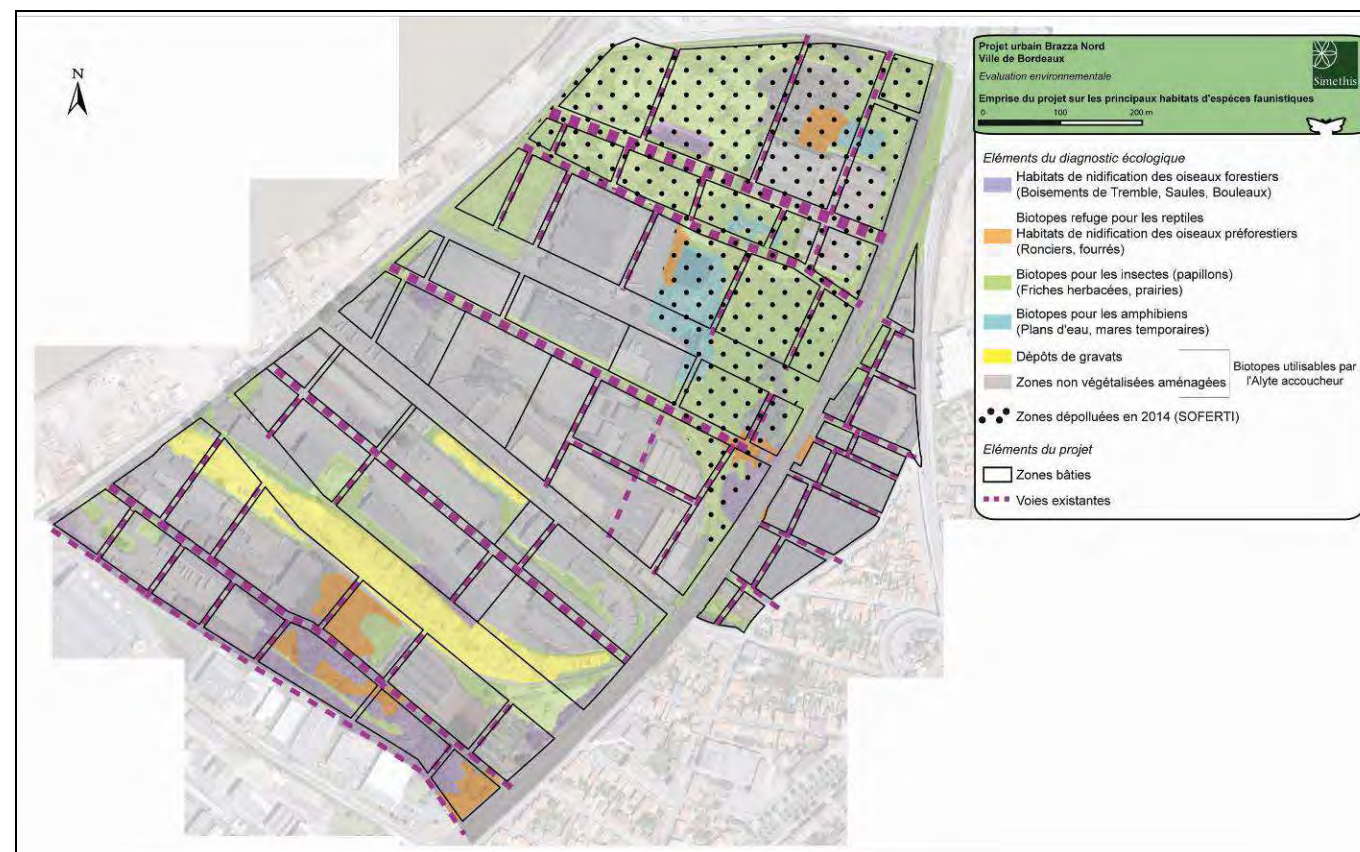 N
Projet urbain Brazza Nord
Ville de Bordeaux
Evaluation environnementale
Simethis
Emprise du projet sur les principaux habitats d'espèces faunistiques
0 100 200 m
Eléments du diagnostic écologique
Habitats de nidification des oiseaux forestiers
(Boisements de Tremble, Saules, Bouleaux)
Biotopes refuge pour les reptiles
Habitats de nidification des oiseaux préforestiers
(Ronciers, fourrés)
Biotopes pour les insectes (papillons)
(Friches herbacées, prairies)
Biotopes pour les amphibiens
(Plans d'eau, mares temporaires)
Dépôts de gravats
Zones non végétalisées aménagées
Biotopes utilisables par
l'Alyte accoucheur
Zones dépolluées en 2014 (SOFERTI)
Eléments du projet
Zones bâties
Voies existantes